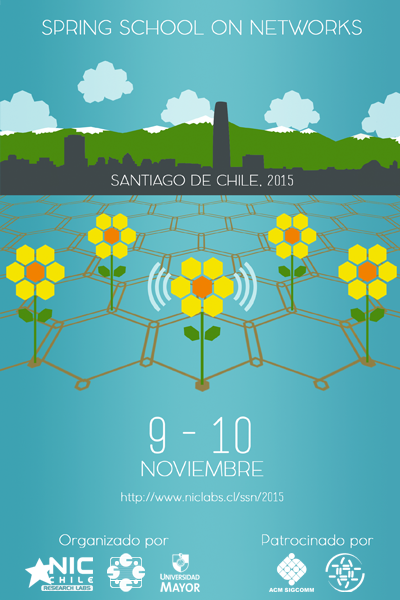 SPRING SCHOOL ON NETWORKS
SANTIAGO DE CHILE, 2015
9 - 10
NOVIEMBRE
http://www.niclabs.cl/ssn/2015
Organizado por
Patrocinado por
NIC
CHILE
RESEARCH LABS
UNIVERSIDAD
MAYOR
ACM SIGCOMM